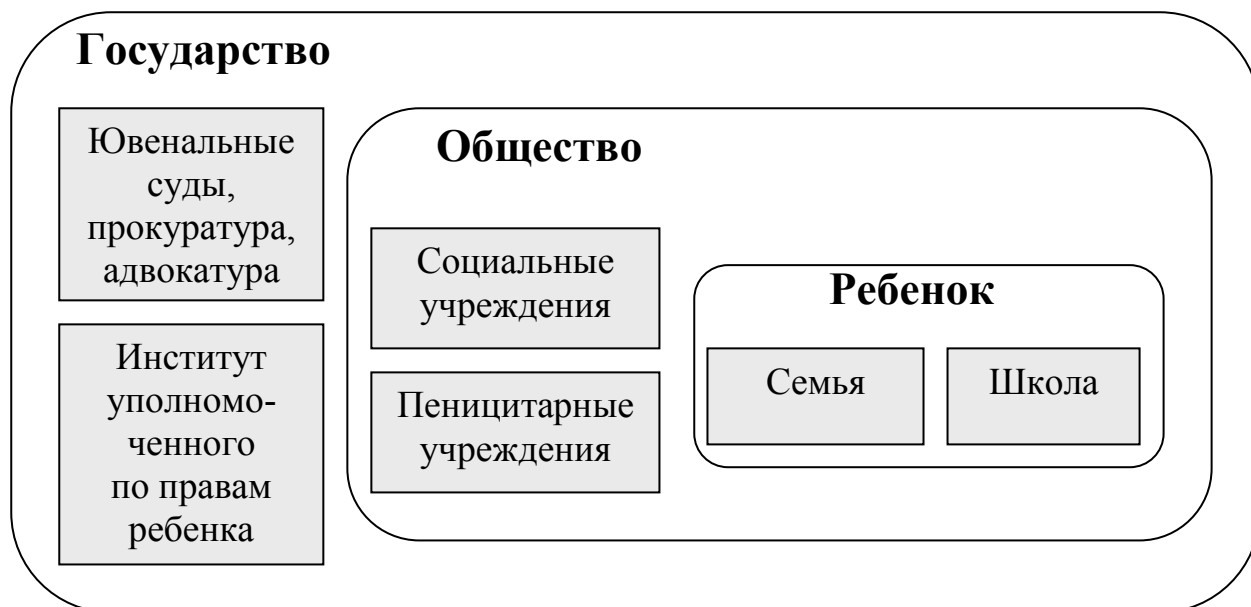 Государство
Ювенальные
суды,
прокуратура,
адвокатура
Институт
уполномо-
ченного
по правам
ребенка
Общество
Социальные
учреждения
Пеницитарные
учреждения
Ребенок
Семья
Школа